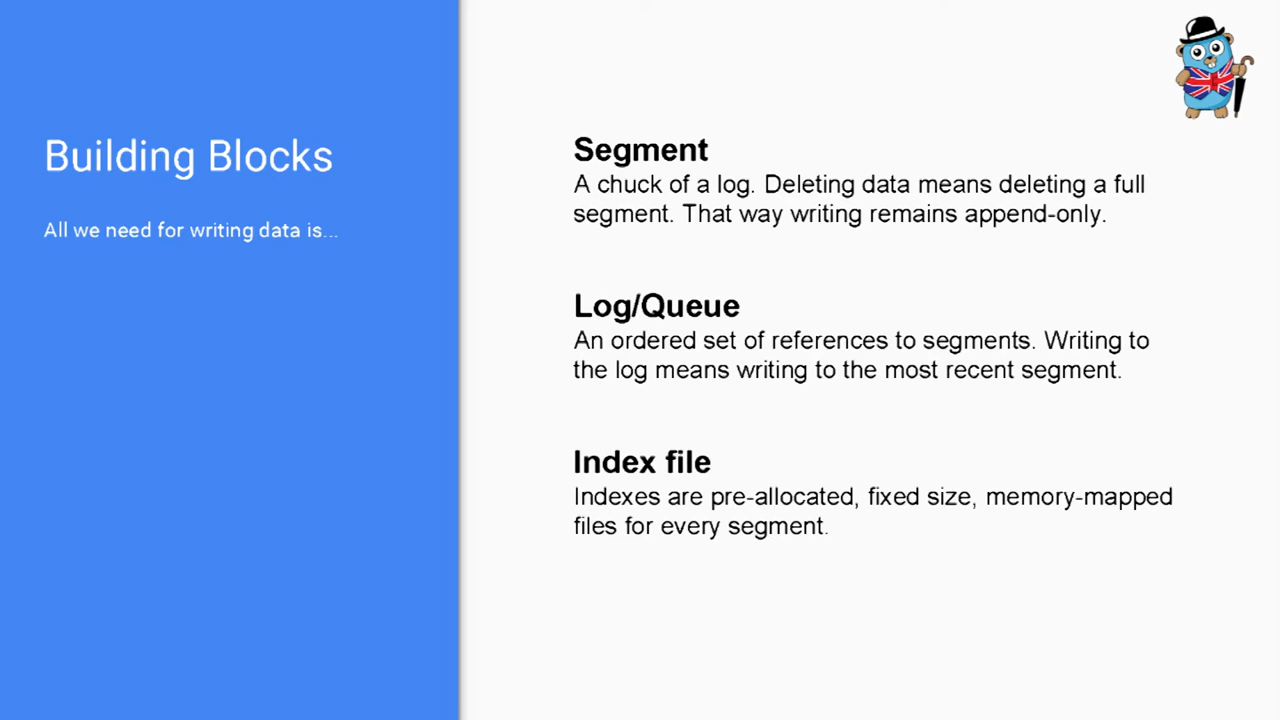 Building Blocks
All we need for writing data is...
Segment
A chuck of a log. Deleting data means deleting a full
segment. That way writing remains append-only.
Log/Queue
An ordered set of references to segments. Writing to
the log means writing to the most recent segment.
Index file
Indexes are pre-allocated, fixed size, memory-mapped
files for every segment.